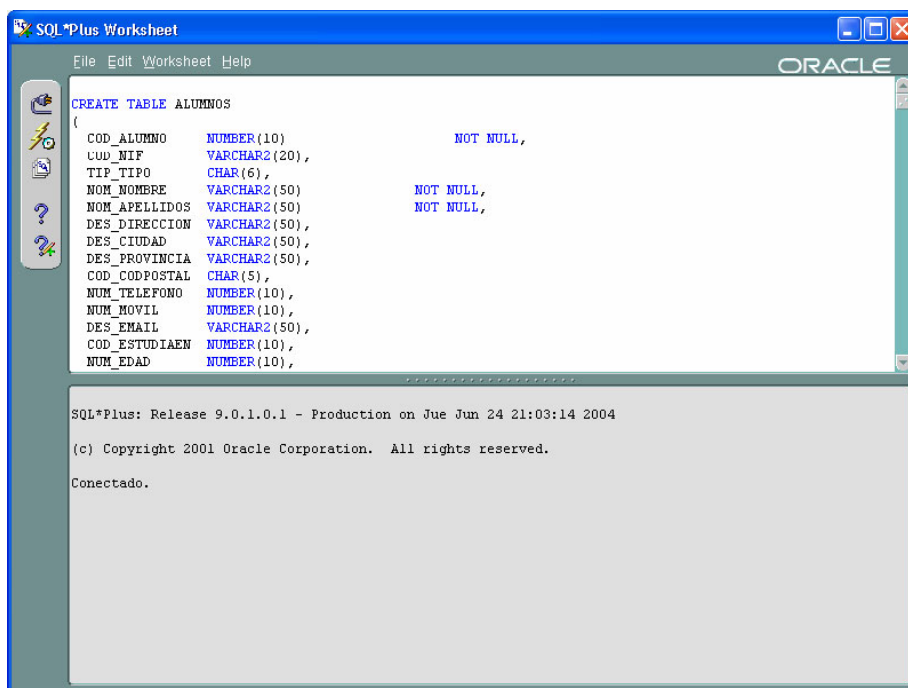 SQL*Plus Worksheet
File Edit Worksheet Help
ORACLE
CREATE TABLE ALUMNOS
(
COD_ALUMNO NUMBER(10) NOT NULL,
COD_NIF VARCHAR2(20),
TIP_TIPO CHAR(6),
NOM_NOMBRE VARCHAR2(50) NOT NULL,
NOM_APELLIDOS VARCHAR2(50) NOT NULL,
DES_DIRECCION VARCHAR2(50),
DES_CIUDAD VARCHAR2(50),
DES_PROVINCIA VARCHAR2(50),
COD_CODPOSTAL CHAR(5),
NUM_TELEFONO NUMBER(10),
NUM_MOVIL NUMBER(10),
DES_EMAIL VARCHAR2(50),
COD_ESTUDIAEN NUMBER(10),
NUM_EDAD NUMBER(10),
SQL*Plus: Release 9.0.1.0.1 - Production on Jue Jun 24 21:03:14 2004
(c) Copyright 2001 Oracle Corporation. All rights reserved.
Conectado.